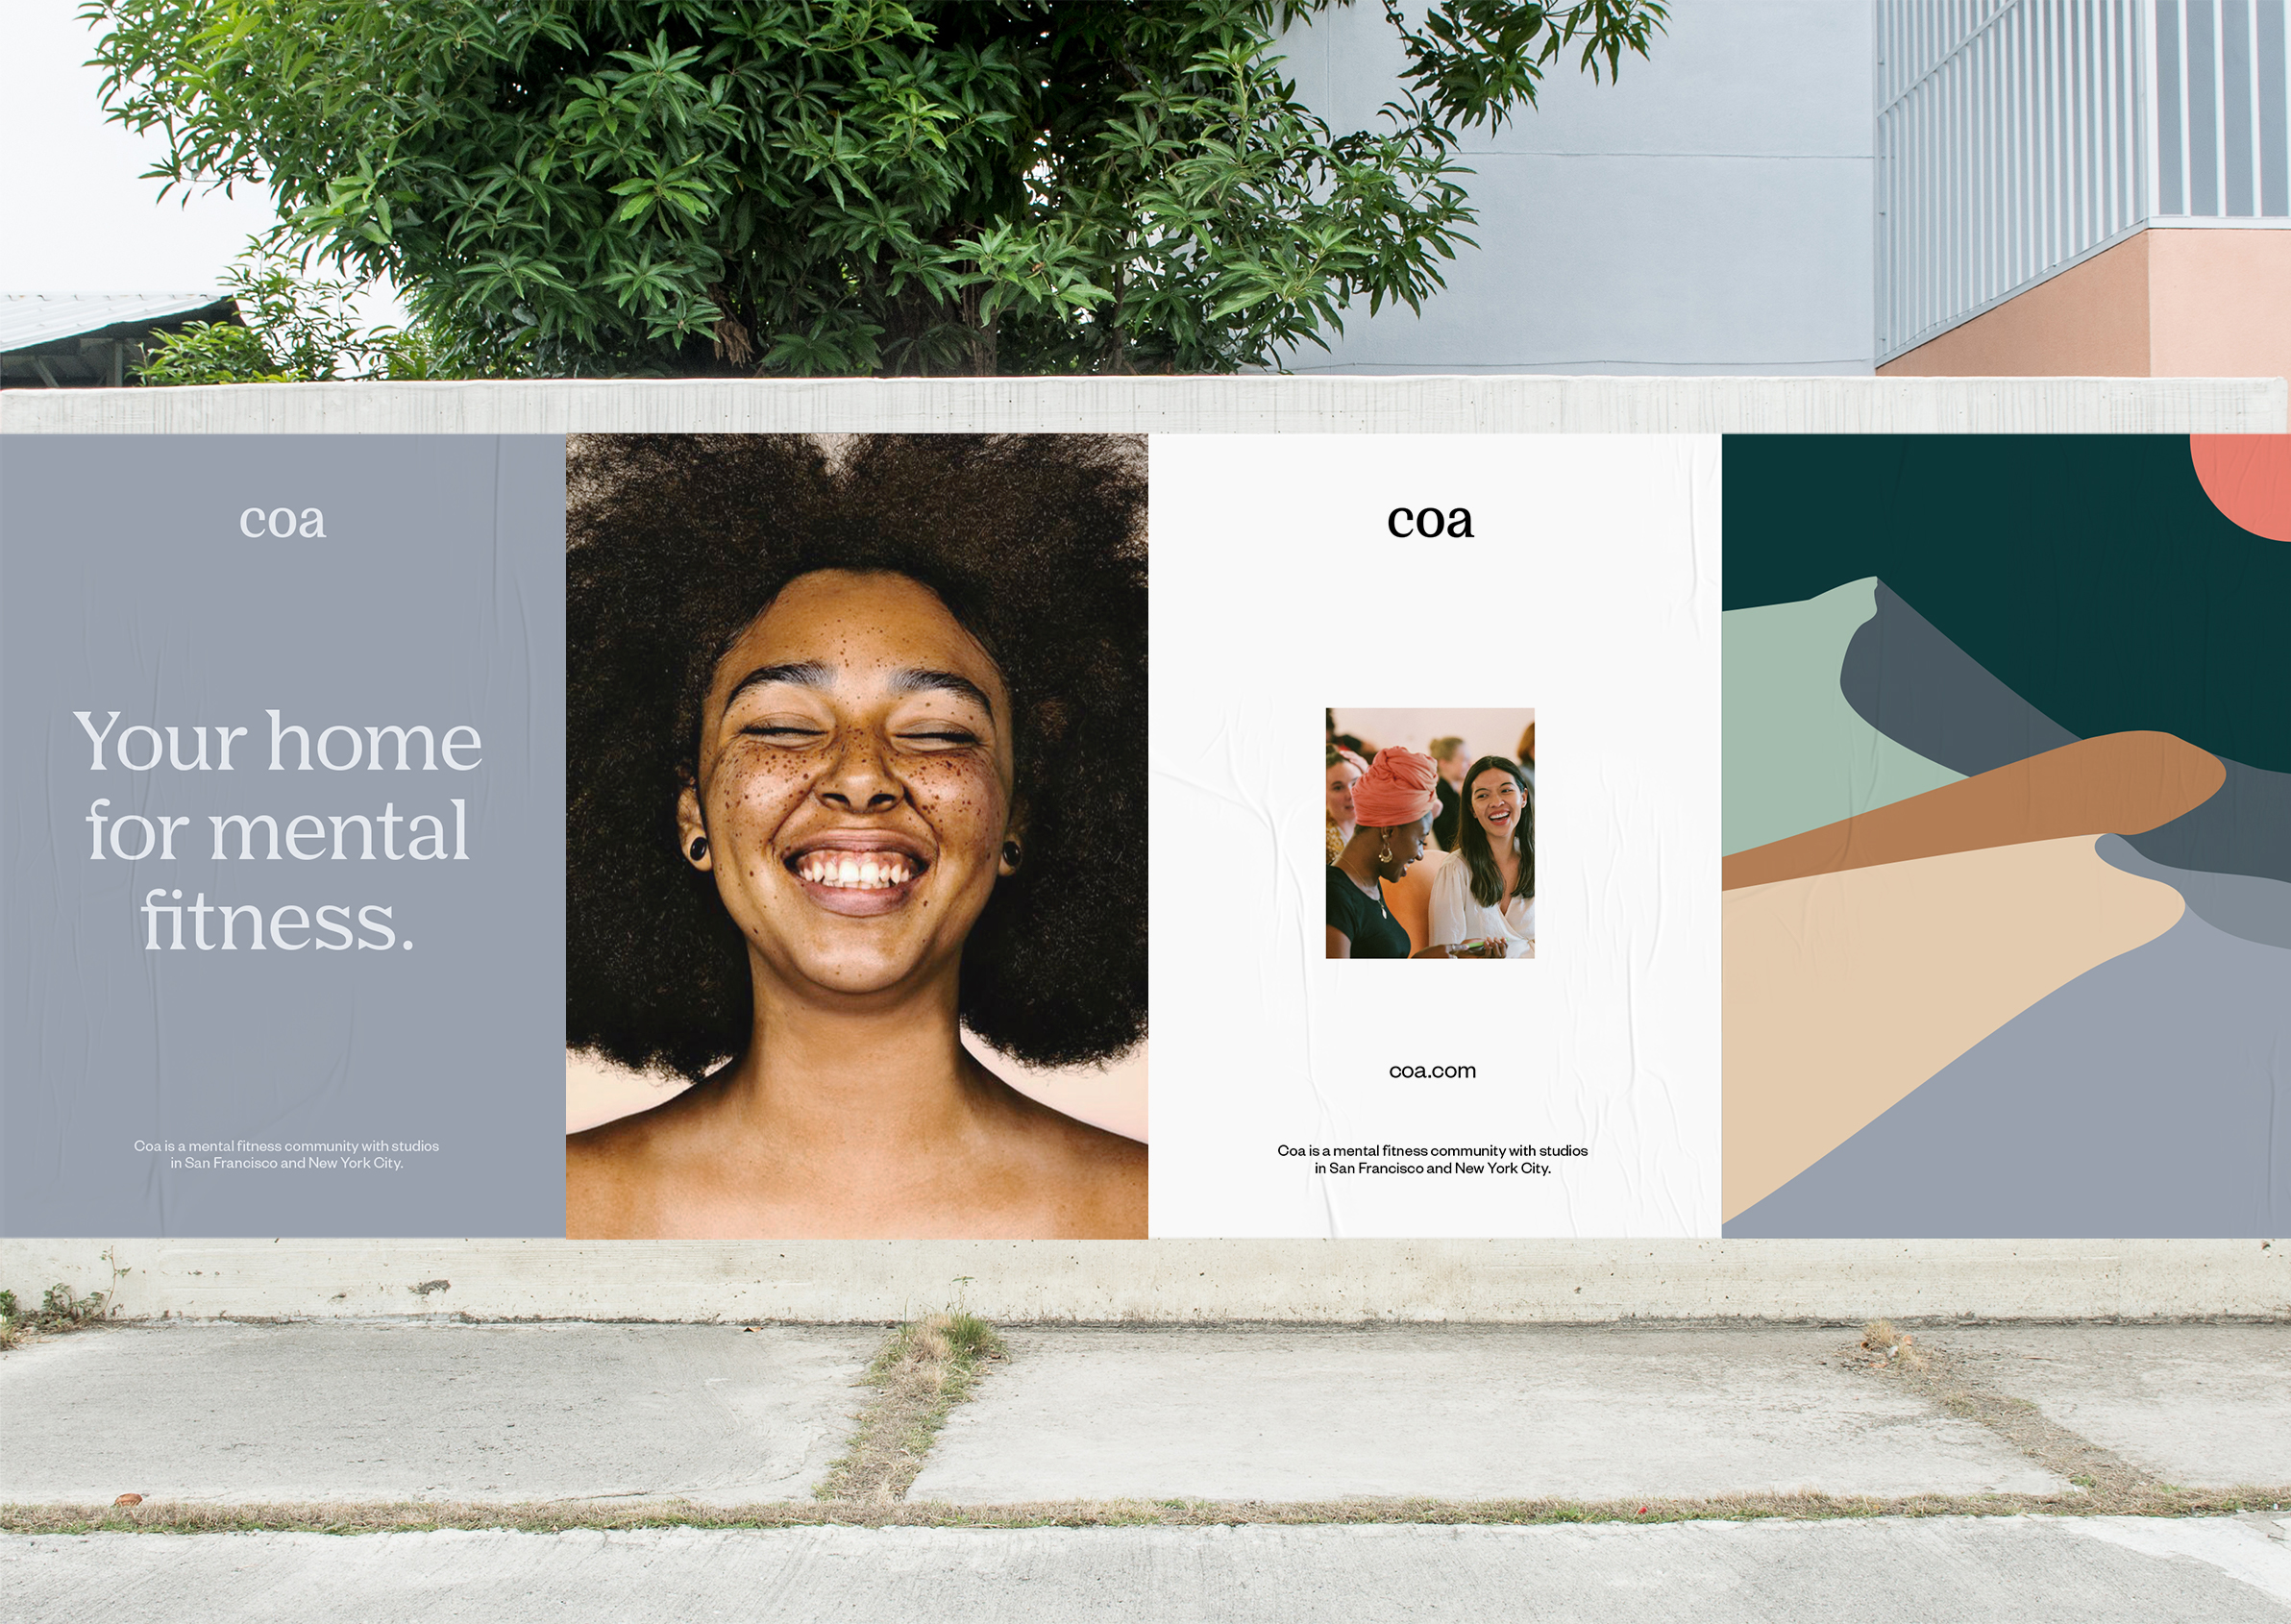 coa
Your home
for mental
fitness.
Coa is a mental fitness community with studios
in San Francisco and New York City.
coa
coa.com
Coa is a mental fitness community with studios
in San Francisco and New York City.